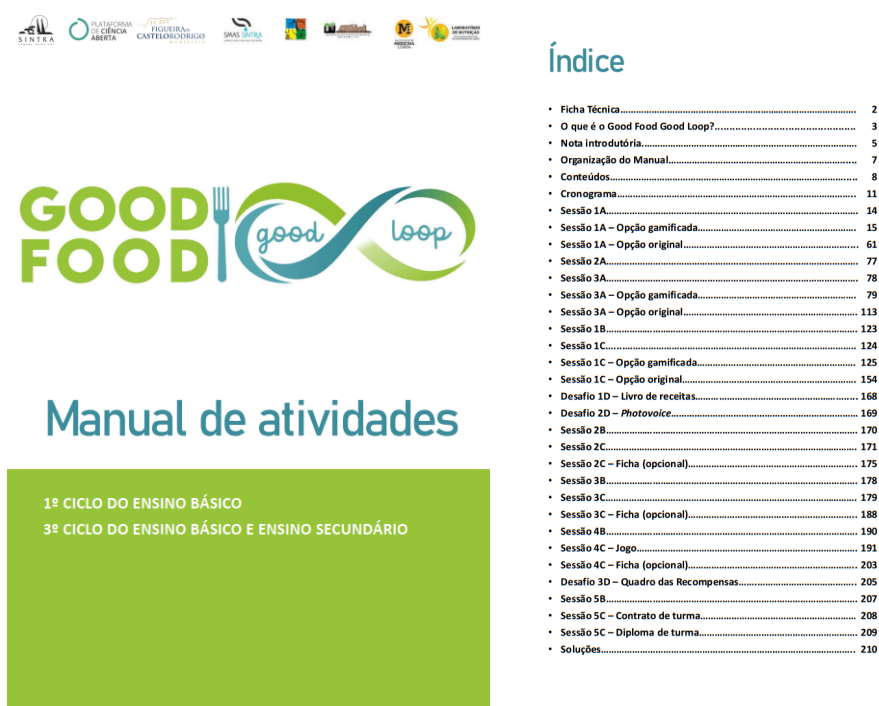 SINTRA
PLATAFORMA
DE CIÊNCIA
ABERTA
FIGUEIRA DE
CASTELO RODRIGO
MUNICÍPIO
SMAS SINTRA
MEDICINA
LISBOA
LABORATÓRIO
DE NUTRIÇÃO
GOOD
FOOD
good loop
Manual de atividades
1º CICLO DO ENSINO BÁSICO
3º CICLO DO ENSINO BÁSICO E ENSINO SECUNDÁRIO
Índice
• Ficha Técnica 2
• O que é o Good Food Good Loop? 3
• Nota introdutória 5
• Organização do Manual 7
• Conteúdos 8
• Cronograma 11
• Sessão 1A 14
• Sessão 1A – Opção gamificada 15
• Sessão 1A – Opção original 61
• Sessão 2A 77
• Sessão 3A 78
• Sessão 3A – Opção gamificada 79
• Sessão 3A – Opção original 113
• Sessão 1B 123
• Sessão 1C 124
• Sessão 1C – Opção gamificada 125
• Sessão 1C – Opção original 154
• Desafio 1D – Livro de receitas 168
• Desafio 2D – Photovoice 169
• Sessão 2B 170
• Sessão 2C 171
• Sessão 2C – Ficha (opcional) 175
• Sessão 3B 178
• Sessão 3C 179
• Sessão 3C – Ficha (opcional) 188
• Sessão 4B 190
• Sessão 4C – Jogo 191
• Sessão 4C – Ficha (opcional) 203
• Desafio 3D – Quadro das Recompensas 205
• Sessão 5B 207
• Sessão 5C – Contrato de turma 208
• Sessão 5C – Diploma de turma 209
• Soluções 210